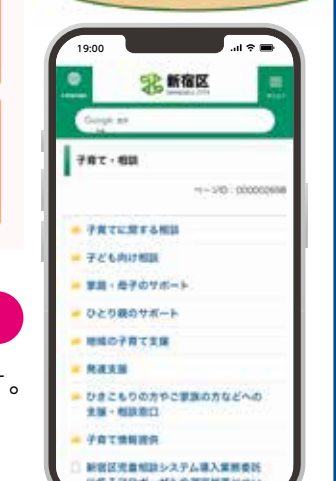 19:00
新宿区
子育て・相談
ページID：000002698
子育てに関する相談
子ども向け相談
家庭・母子のサポート
ひとり親のサポート
地域の子育て支援
発達支援
ひきこもりの方やご家族の方などへの
支援・相談窓口
子育て情報提供
新宿区児童相談システム導入業務委託
。